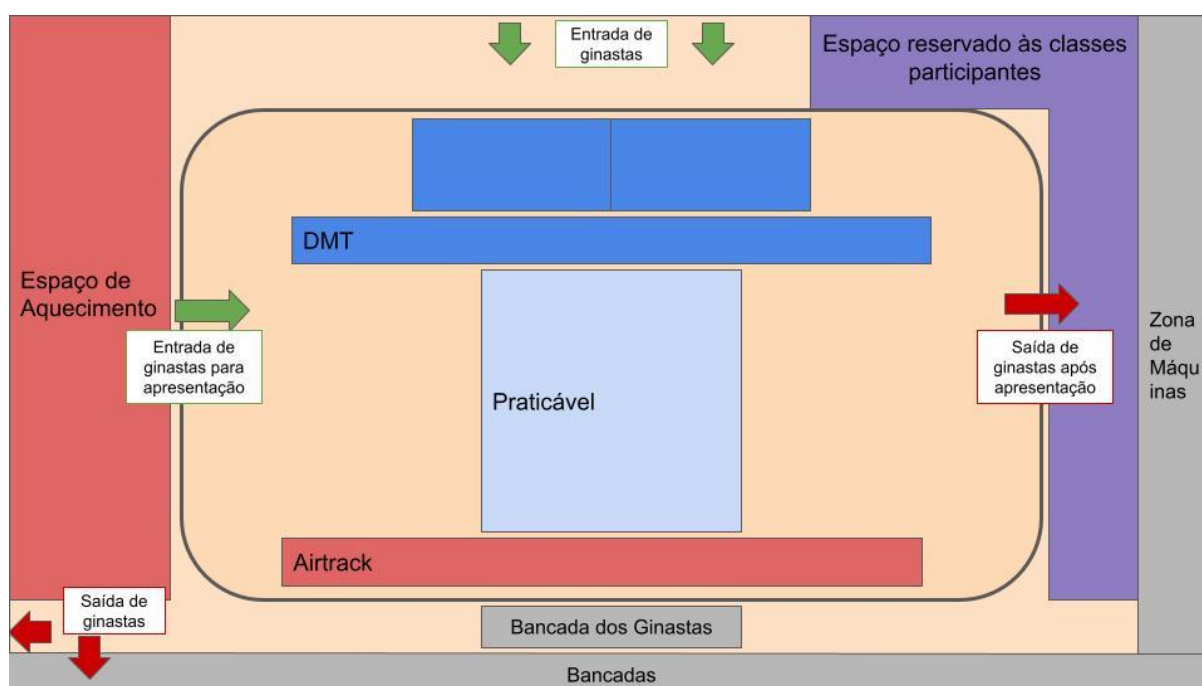 Entrada de
ginastas
Espaço reservado às classes
participantes
DMT
Espaço de
Aquecimento
Entrada de
ginastas para
apresentação
Praticável
Saída de
ginastas após
apresentação
Zona
de
Máqu
inas
Airtrack
Saída de
ginastas
Bancada dos Ginastas
Bancadas